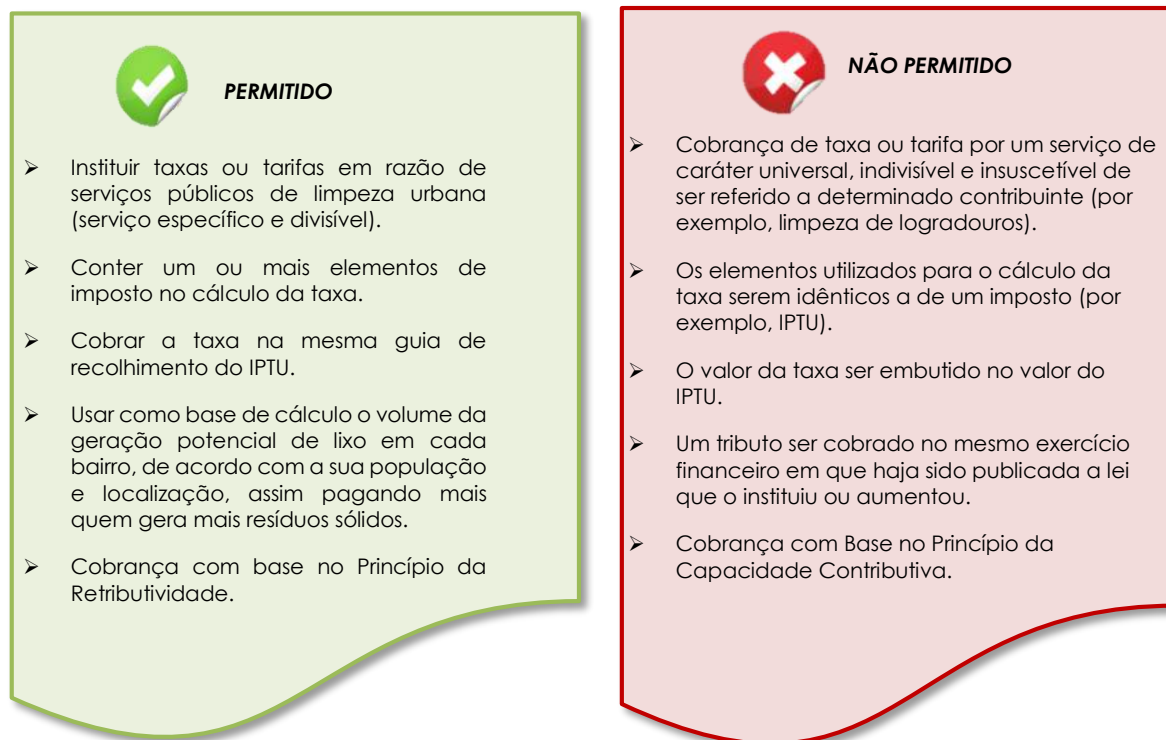 PERMITIDO
➢ Instituir taxas ou tarifas em razão de
serviços públicos de limpeza urbana
(serviço específico e divisível).
➢ Conter um ou mais elementos de
imposto no cálculo da taxa.
➢ Cobrar a taxa na mesma guia de
recolhimento do IPTU.
➢ Usar como base de cálculo o volume da
geração potencial de lixo em cada
bairro, de acordo com a sua população
e localização, assim pagando mais
quem gera mais resíduos sólidos.
➢ Cobrança com base no Princípio da
Retributividade.
NÃO PERMITIDO
➢ Cobrança de taxa ou tarifa por um serviço de
caráter universal, indivisível e insuscetível de
ser referido a determinado contribuinte (por
exemplo, limpeza de logradouros).
➢ Os elementos utilizados para o cálculo da
taxa serem idênticos a de um imposto (por
exemplo, IPTU).
➢ O valor da taxa ser embutido no valor do
IPTU.
➢ Um tributo ser cobrado no mesmo exercício
financeiro em que haja sido publicada a lei
que o instituiu ou aumentou.
➢ Cobrança com Base no Princípio da
Capacidade Contributiva.